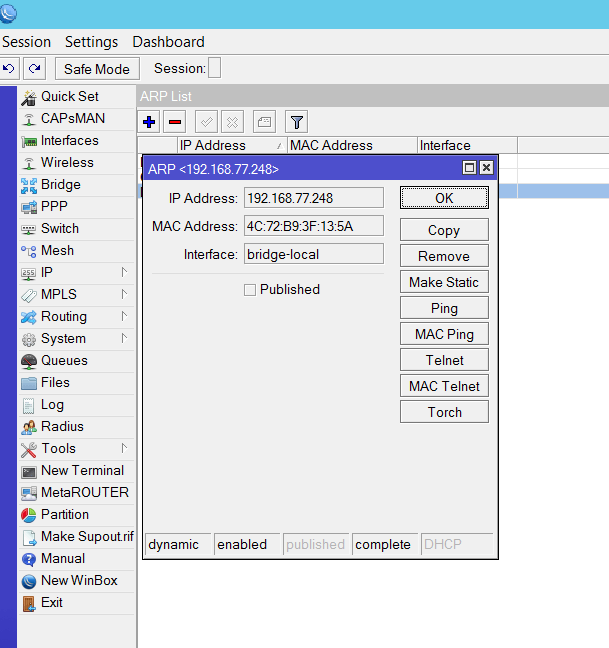 Session Settings Dashboard
Safe Mode Session:
Quick Set
CAPsMAN
Interfaces
Wireless
Bridge
PPP
Switch
Mesh
IP
MPLS
Routing
System
Queues
Files
Log
Radius
Tools
New Terminal
MetaROUTER
Partition
Make Supout.rif
Manual
New WinBox
Exit
ARP List
IP Address MAC Address Interface
ARP <192.168.77.248>
IP Address: 192.168.77.248
MAC Address: 4C:72:B9:3F:13:5A
Interface: bridge-local
Published
OK
Copy
Remove
Make Static
Ping
MAC Ping
Telnet
MAC Telnet
Torch
dynamic enabled published complete DHCP